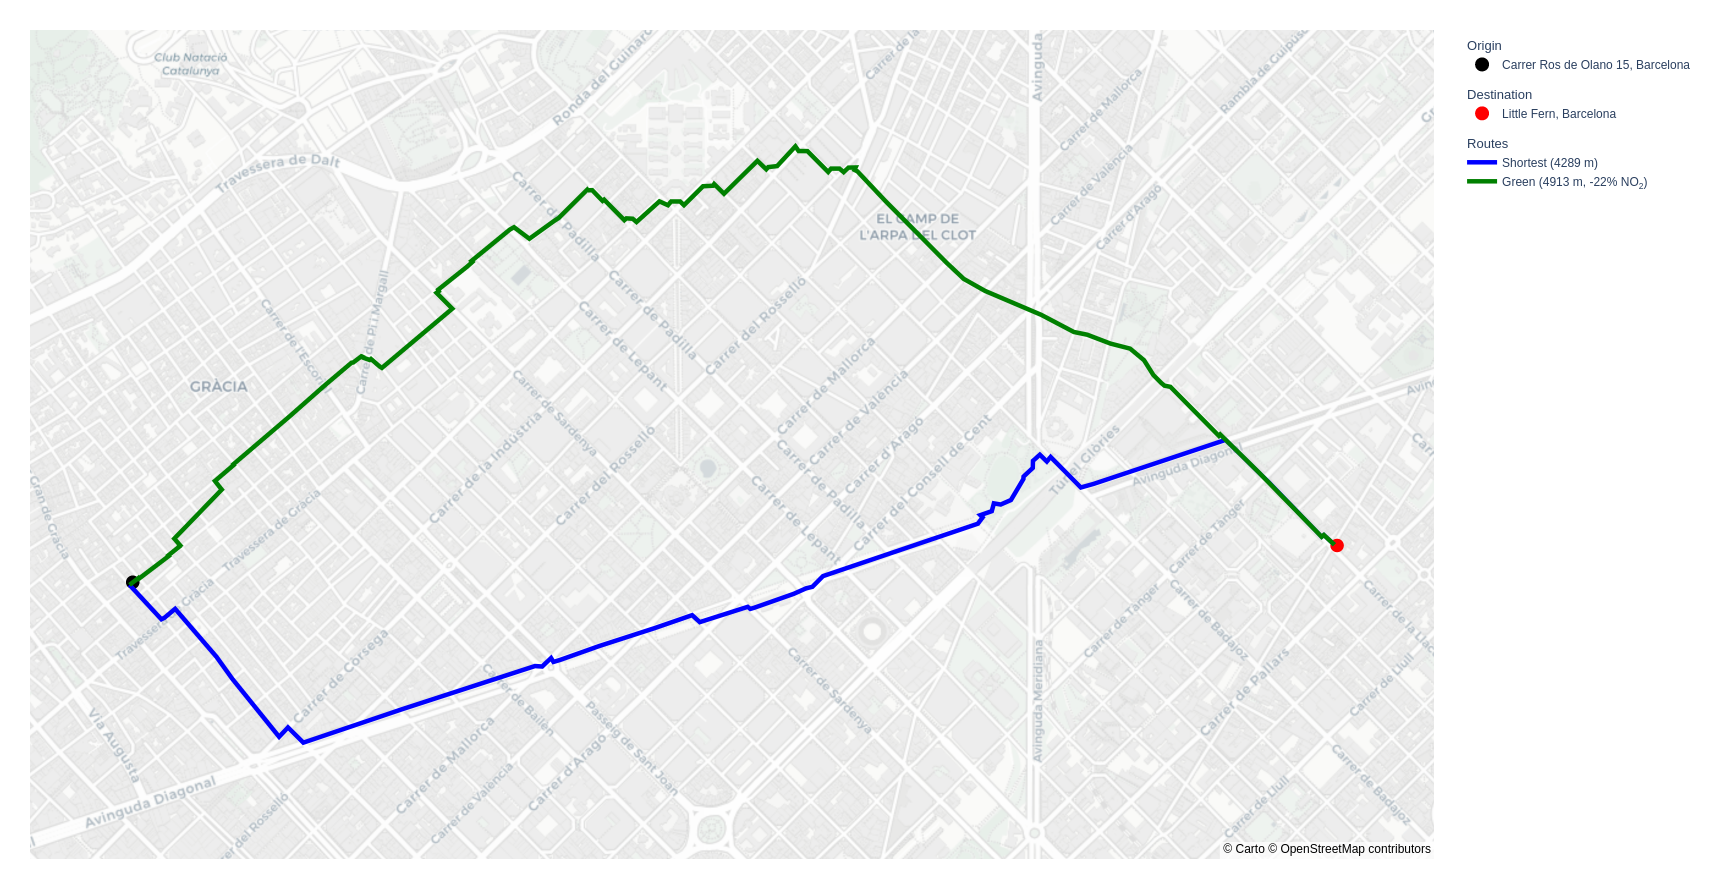 Club Natació
Catalunya
Ronda del Guinardó
Travessera de Dalt
Carrer de Padilla
Carrer de la
Avinguda
Carrer de Mallorca
Rambla de Guipúsc
Carrer de València
Carrer d'Aragó
EL CAMP DE
L'ARPA DEL CLOT
Carrer de Pi i Margall
Carrer de l'Escorı
GRÀCIA
Carrer de Padilla
Carrer del Rosselló
Carrer de Lepant
Carrer de Sardenya
Carrer de Mallorca
Carrer de València
Carrer d'Aragó
Carrer del Consell de Cent
Carrer de la Indústria
Carrer del Rosselló
Carrer de Padilla
Carrer de Lepant
Túnel Glòries
Avinguda Diagonal
Gran de Gràcia
Travessera de Gràcia
Travessera de Gràcia
Carrer de Còrsega
Carrer de Tànger
Carrer de Tànger
Carrer de Badajoz
Carrer de la Llac
Carrer de Llull
Carrer de Pallars
Avinguda Meridiana
Carrer de Sardenya
Carrer de Bailèn
Passeig de Sant Joan
Carrer de Mallorca
Carrer de València
Carrer d'Aragó
Via Augusta
Avinguda Diagonal
rer del Rosselló
Carrer de Llull
Carrer de Badajoz
© Carto © OpenStreetMap contributors
Origin
Carrer Ros de Olano 15, Barcelona
Destination
Little Fern, Barcelona
Routes
Shortest (4289 m)
Green (4913 m, -22% NO2)